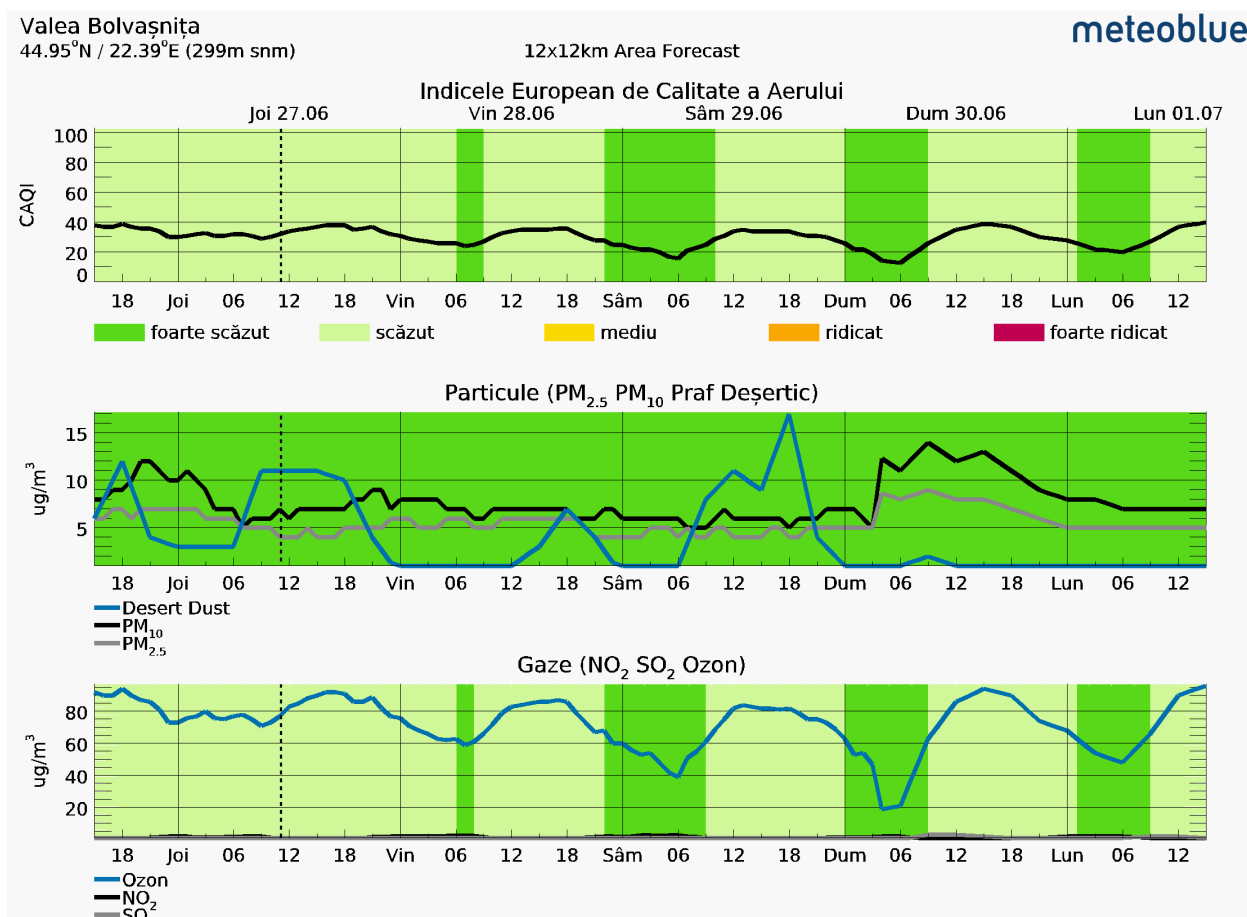 Valea Bolvașnița
44.95°N / 22.39°E (299m snm)
12x12km Area Forecast
meteoblue
Indicele European de Calitate a Aerului
Joi 27.06 Vin 28.06 Sâm 29.06 Dum 30.06 Lun 01.07
CAQI
100
80
60
40
20
0
18 Joi 06 12 18 Vin 06 12 18 Sâm 06 12 18 Dum 06 12 18 Lun 06 12
foarte scăzut scăzut mediu ridicat foarte ridicat
Particule (PM2.5 PM10 Praf Deșertic)
ug/m³
15
10
5
18 Joi 06 12 18 Vin 06 12 18 Sâm 06 12 18 Dum 06 12 18 Lun 06 12
Desert Dust
PM10
PM2.5
Gaze (NO2 SO2 Ozon)
ug/m³
80
60
40
20
18 Joi 06 12 18 Vin 06 12 18 Sâm 06 12 18 Dum 06 12 18 Lun 06 12
Ozon
NO2
SO2